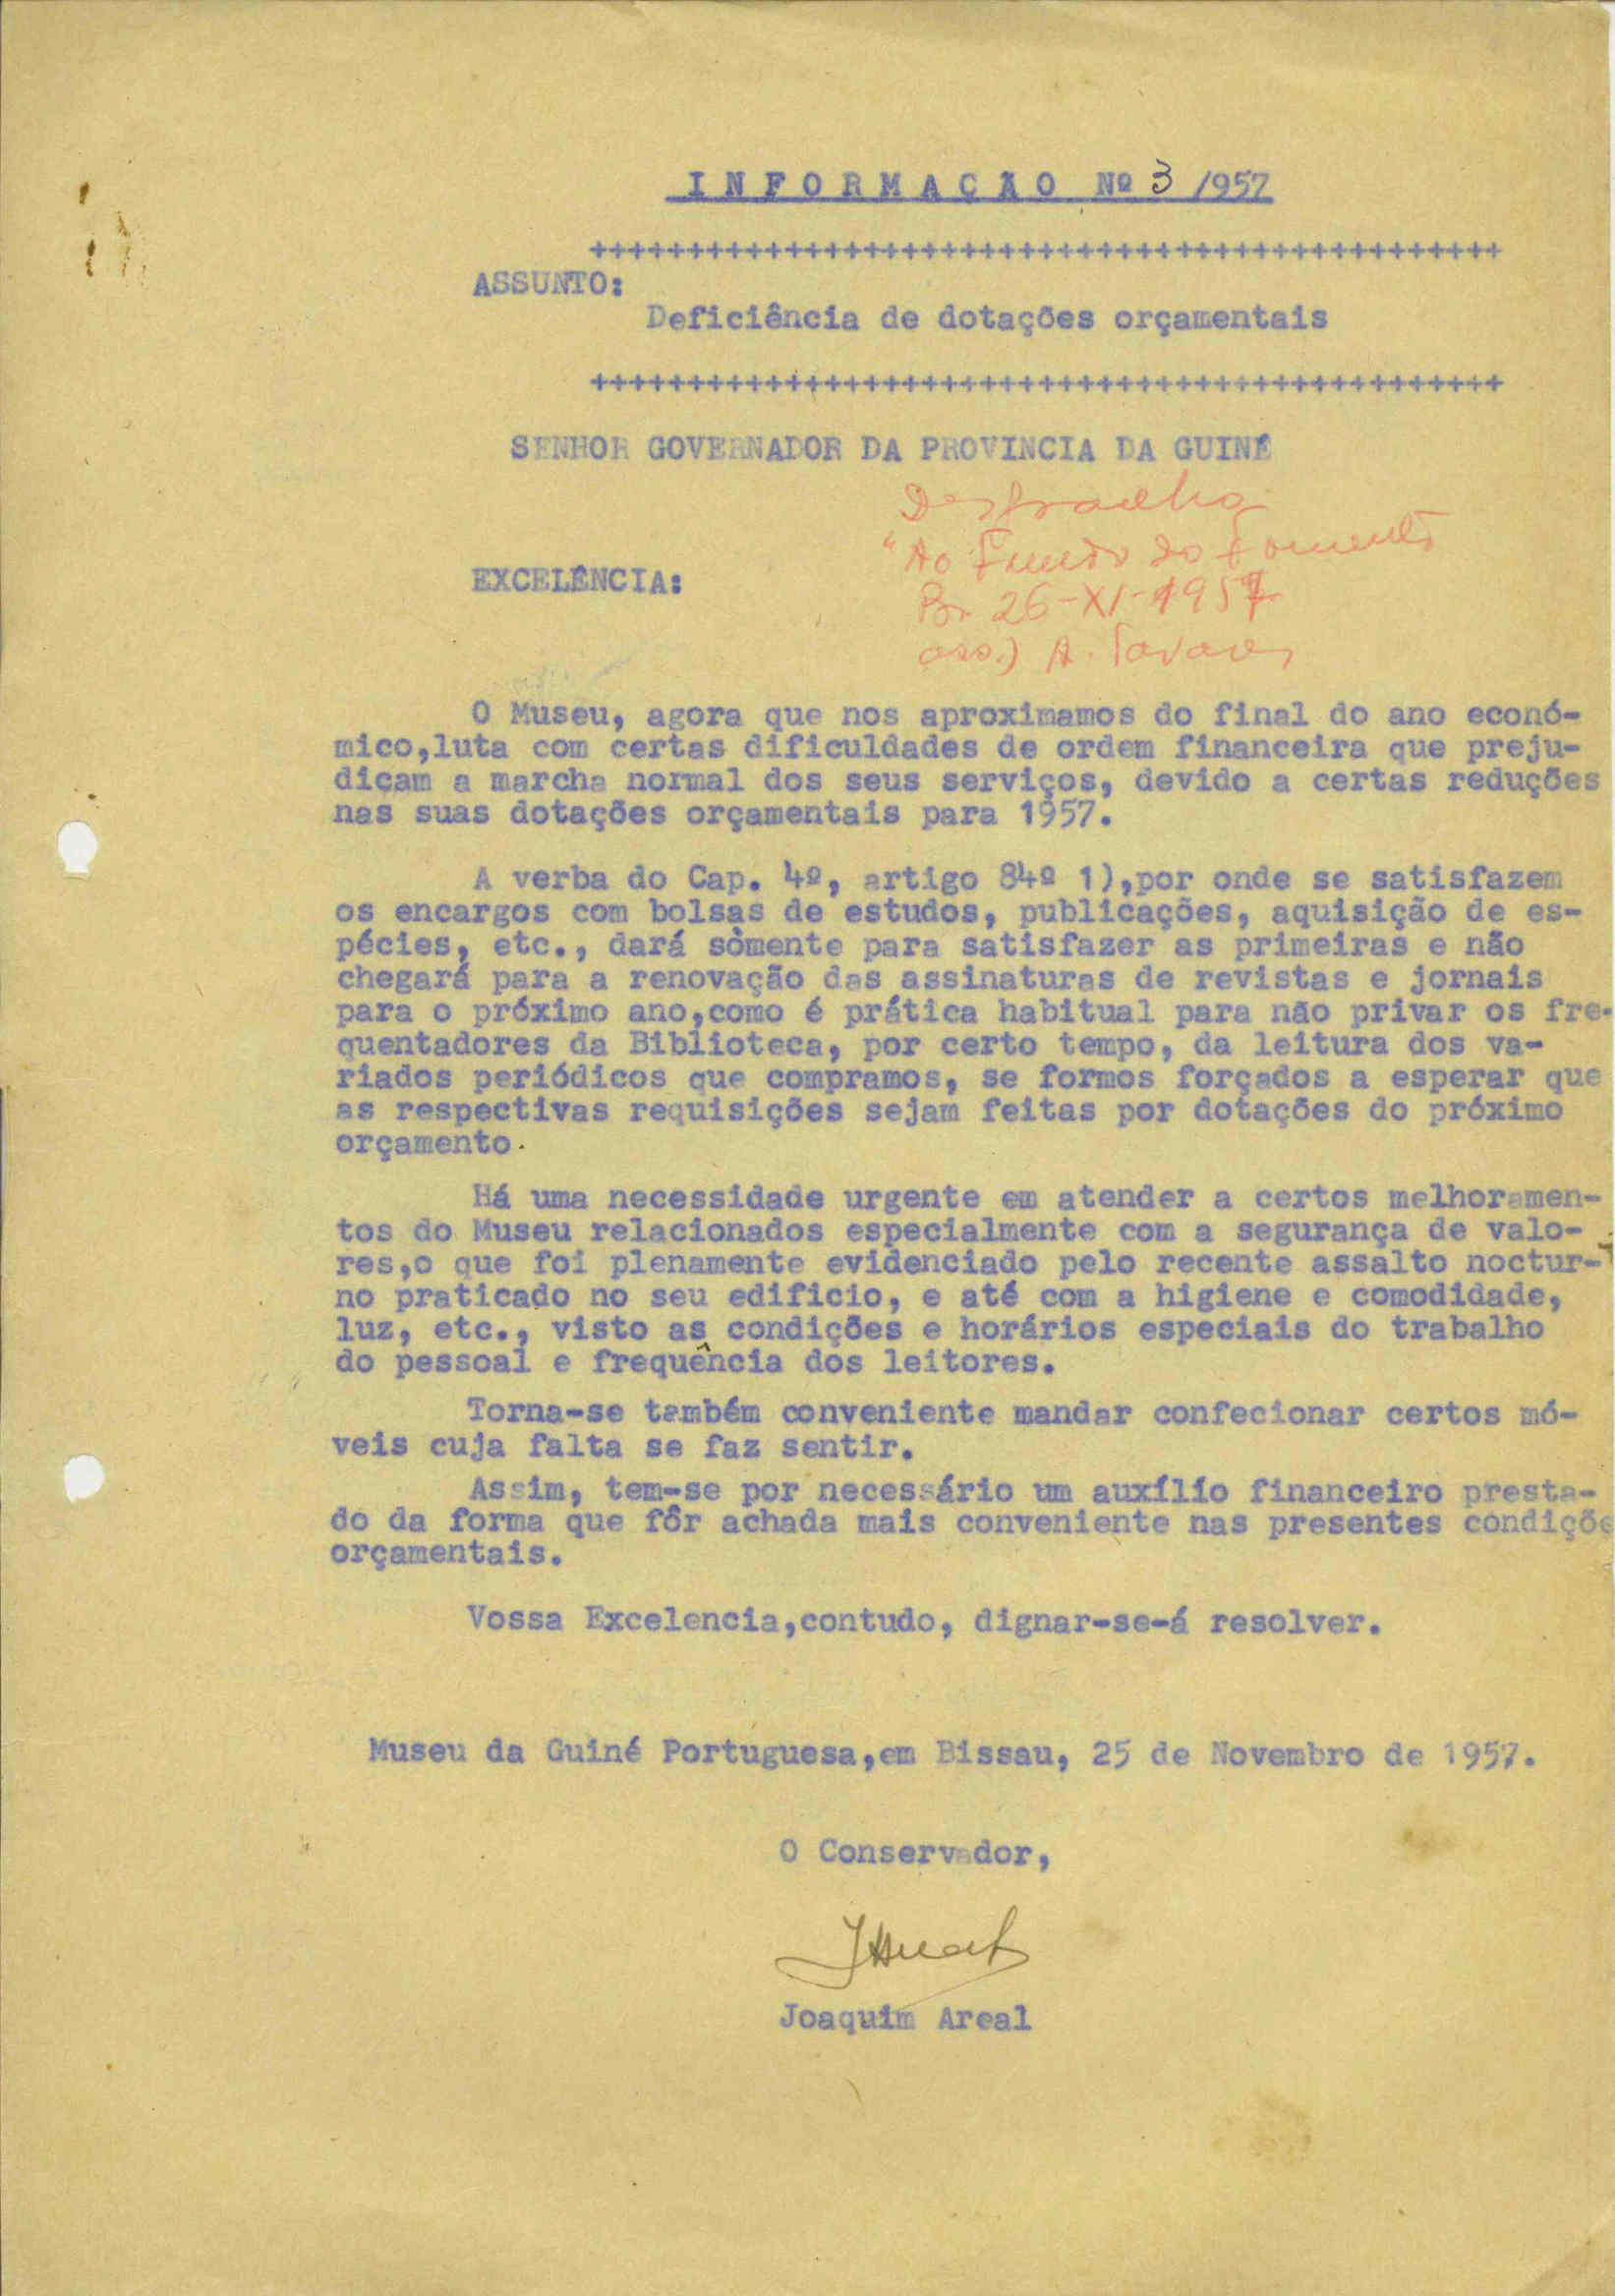 INFORMAÇÃO Nº 3 /957
+++++++++++++++++++++++++++++++++++++++++++++++
ASSUNTO:
Deficiência de dotações orçamentais
+++++++++++++++++++++++++++++++++++++++++++++++
SENHOR GOVERNADOR DA PROVINCIA DA GUINÉ
Despacho
"Ao Fundo do Fomento
EXCELÊNCIA:
Bi 26-XI-1957
ass.) A. Tavares
O Museu, agora que nos aproximamos do final do ano econó-
mico,luta com certas dificuldades de ordem financeira que preju-
diçam a marcha normal dos seus serviços, devido a certas reduções
nas suas dotações orçamentais para 1957.
A verba do Cap. 4º, artigo 84º 1),por onde se satisfazem
os encargos com bolsas de estudos, publicações, aquisição de es-
pécies, etc., dará sòmente para satisfazer as primeiras e não
chegará para a renovação das assinaturas de revistas e jornais
para o próximo ano,como é prática habitual para não privar os fre-
quentadores da Biblioteca, por certo tempo, da leitura dos va-
riados periódicos que compramos, se formos forçados a esperar que
as respectivas requisições sejam feitas por dotações do próximo
orçamento.
Há uma necessidade urgente em atender a certos melhoramen-
tos do Museu relacionados especialmente com a segurança de valo-
res,o que foi plenamente evidenciado pelo recente assalto noctur-
no praticado no seu edificio, e até com a higiene e comodidade,
luz, etc., visto as condições e horários especiais do trabalho
do pessoal e frequência dos leitores.
Torna-se também conveniente mandar confecionar certos mó-
veis cuja falta se faz sentir.
Assim, tem-se por necessário um auxílío financeiro presta-
do da forma que fôr achada mais conveniente nas presentes condiçõe
orçamentais.
Vossa Excelencia,contudo, dignar-se-á resolver.
Museu da Guiné Portuguesa,em Bissau, 25 de Novembro de 1957.
O Conservador,
JAreal
Joaquim Areal